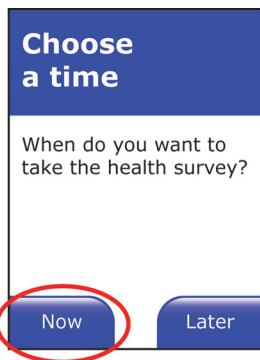 Choose
a time
When do you want to
take the health survey?
Now
Later